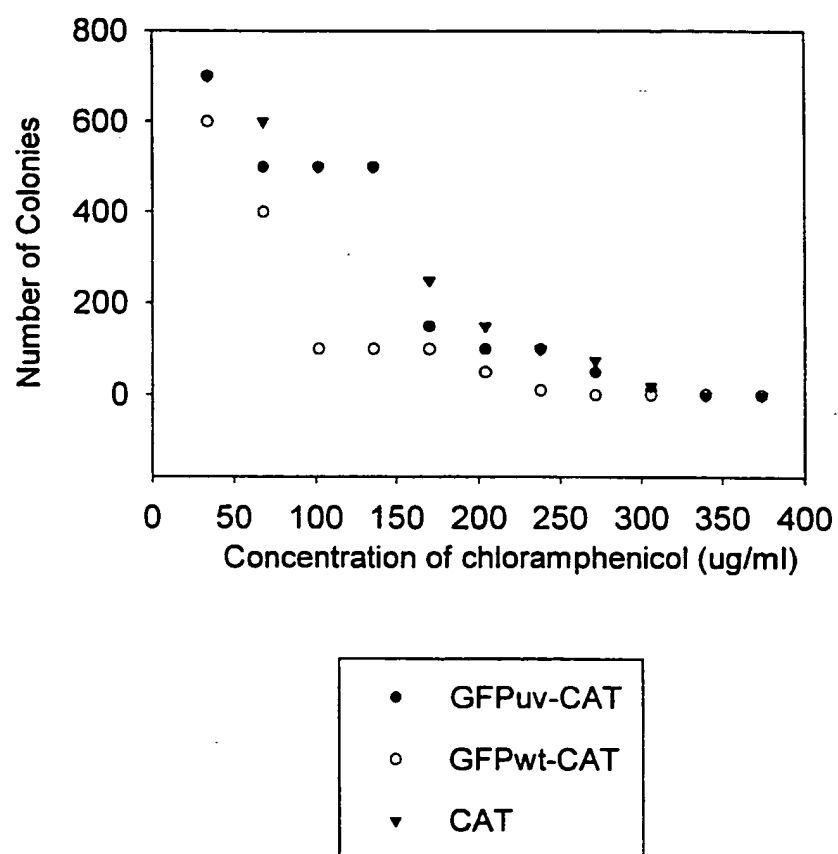 800
600
400
200
0
Number of Colonies
0 50 100 150 200 250 300 350 400
Concentration of chloramphenicol (ug/ml)
GFPuv-CAT
GFPwt-CAT
CAT